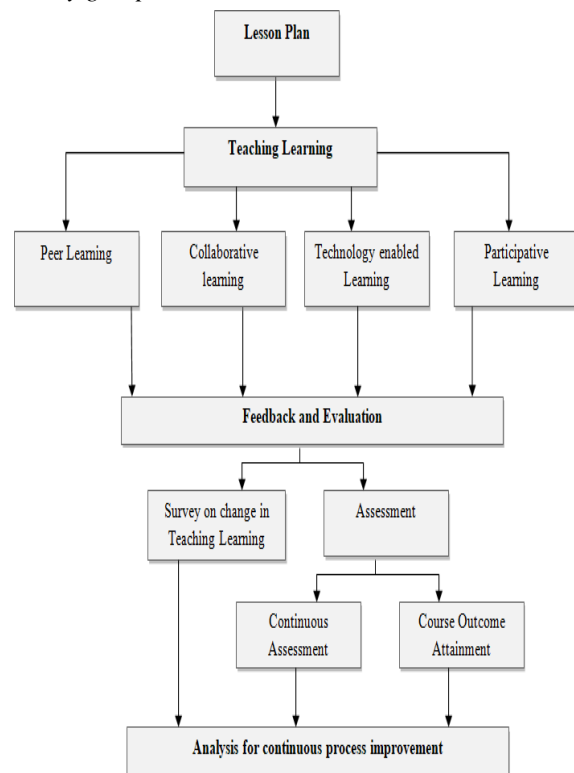 Lesson Plan
Teaching Learning
Peer Learning
Collaborative
learning
Technology enabled
Learning
Participative
Learning
Feedback and Evaluation
Survey on change in
Teaching Learning
Assessment
Continuous
Assessment
Course Outcome
Attainment
Analysis for continuous process improvement